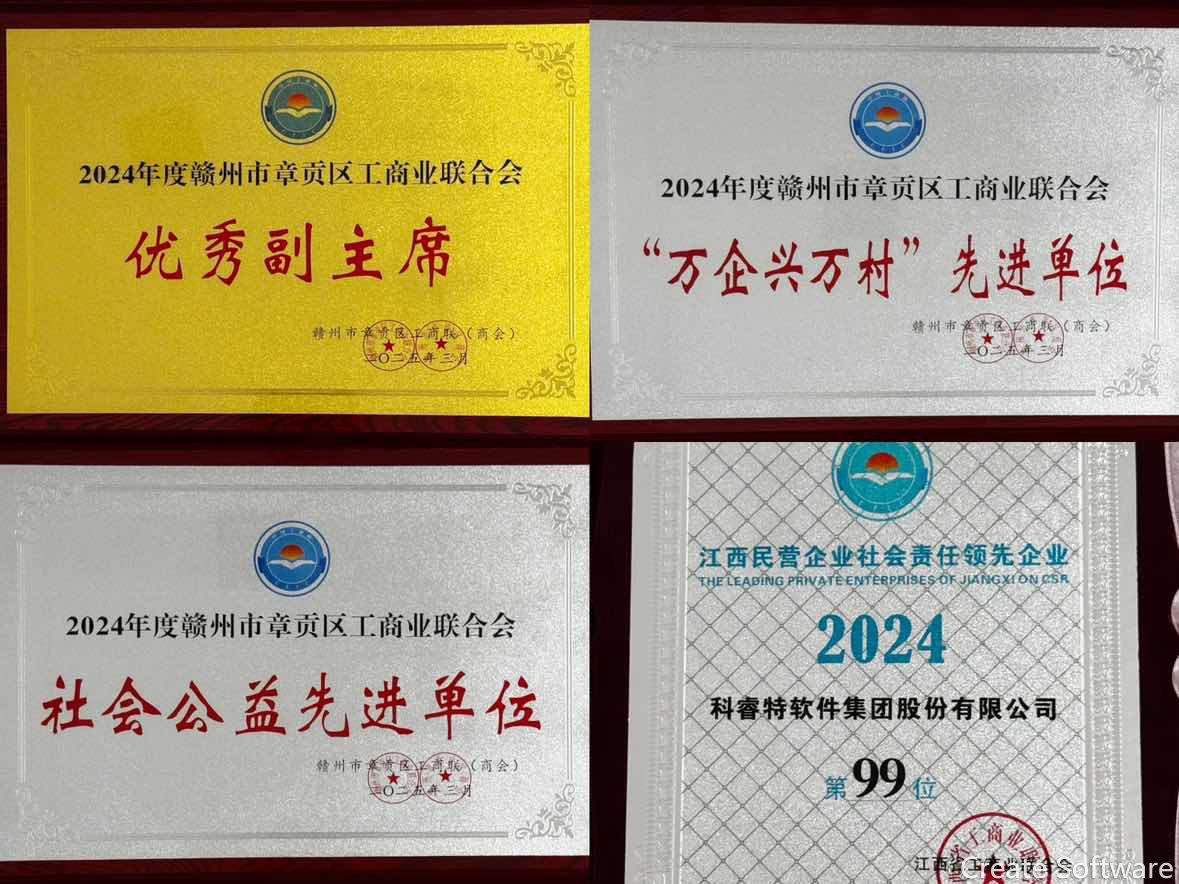 2024年度赣州市章贡区工商业联合会
优秀副主席
赣州市章贡区工商联（商会）
二〇二五年三月
2024年度赣州市章贡区工商业联合会
“万企兴万村”先进单位
赣州市章贡区工商联（商会）
二〇二五年三月
2024年度赣州市章贡区工商业联合会
社会公益先进单位
赣州市章贡区工商联（商会）
二〇二五年三月
江西民营企业社会责任领先企业
THE LEADING PRIVATE ENTERPRISES OF JIANGXI ON CSR
2024
科睿特软件集团股份有限公司
第99位
江西省工商业联合会
Create Software